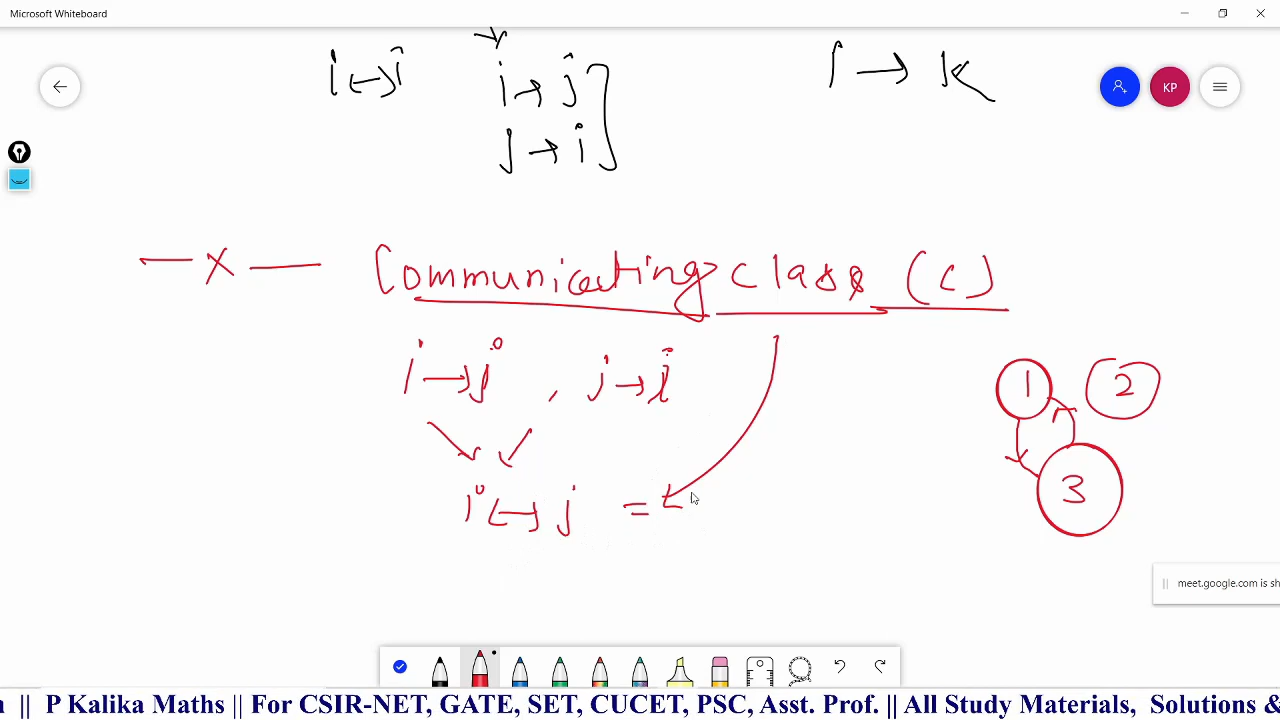 Microsoft Whiteboard
i ↔ i   i → j   i → k
j → i
KP
— x — Communicating class (C)
i → j , j → i
i ↔ j =
1 2
3
meet.google.com is sh
|| P Kalika Maths || For CSIR-NET, GATE, SET, CUCET, PSC, Asst. Prof. || All Study Materials, Solutions &